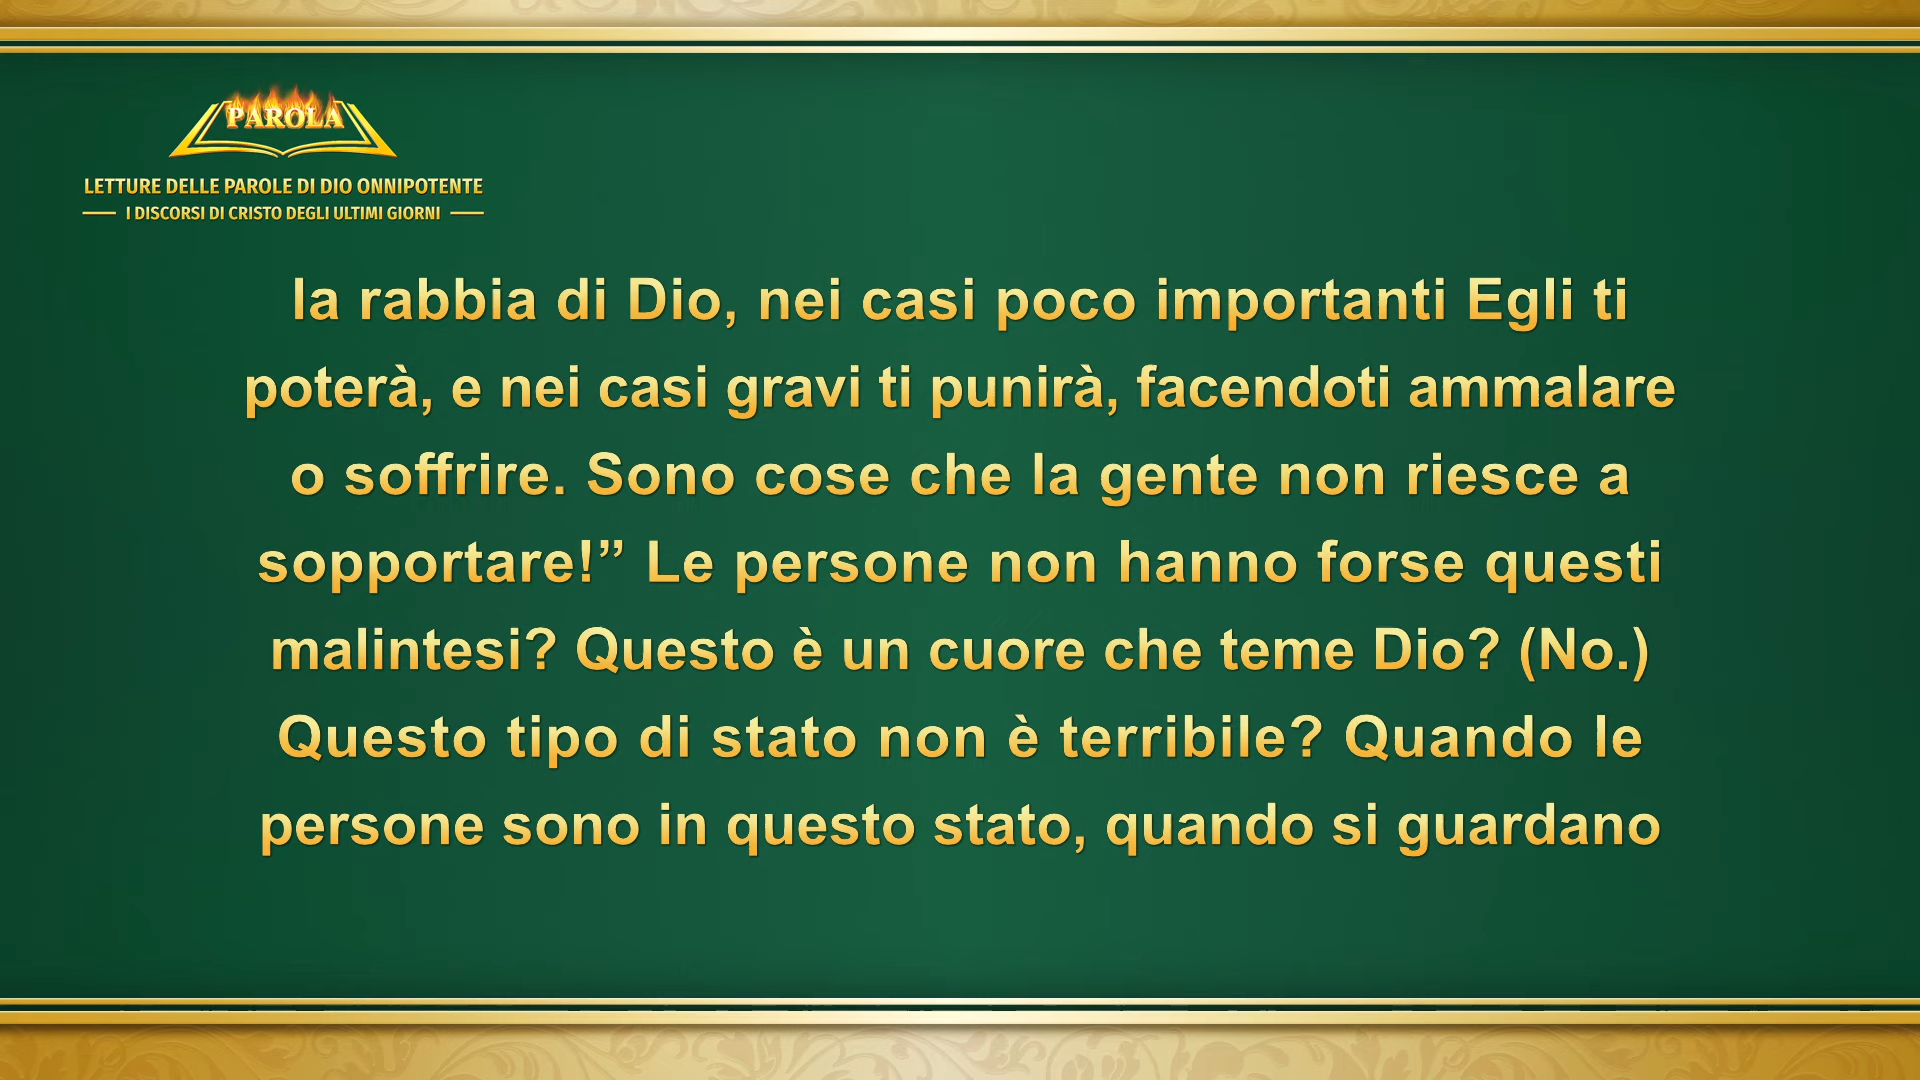 PAROLA
LETTURE DELLE PAROLE DI DIO ONNIPOTENTE
I DISCORSI DI CRISTO DEGLI ULTIMI GIORNI
la rabbia di Dio, nei casi poco importanti Egli ti
poterà, e nei casi gravi ti punirà, facendoti ammalare
o soffrire. Sono cose che la gente non riesce a
sopportare!” Le persone non hanno forse questi
malintesi? Questo è un cuore che teme Dio? (No.)
Questo tipo di stato non è terribile? Quando le
persone sono in questo stato, quando si guardano